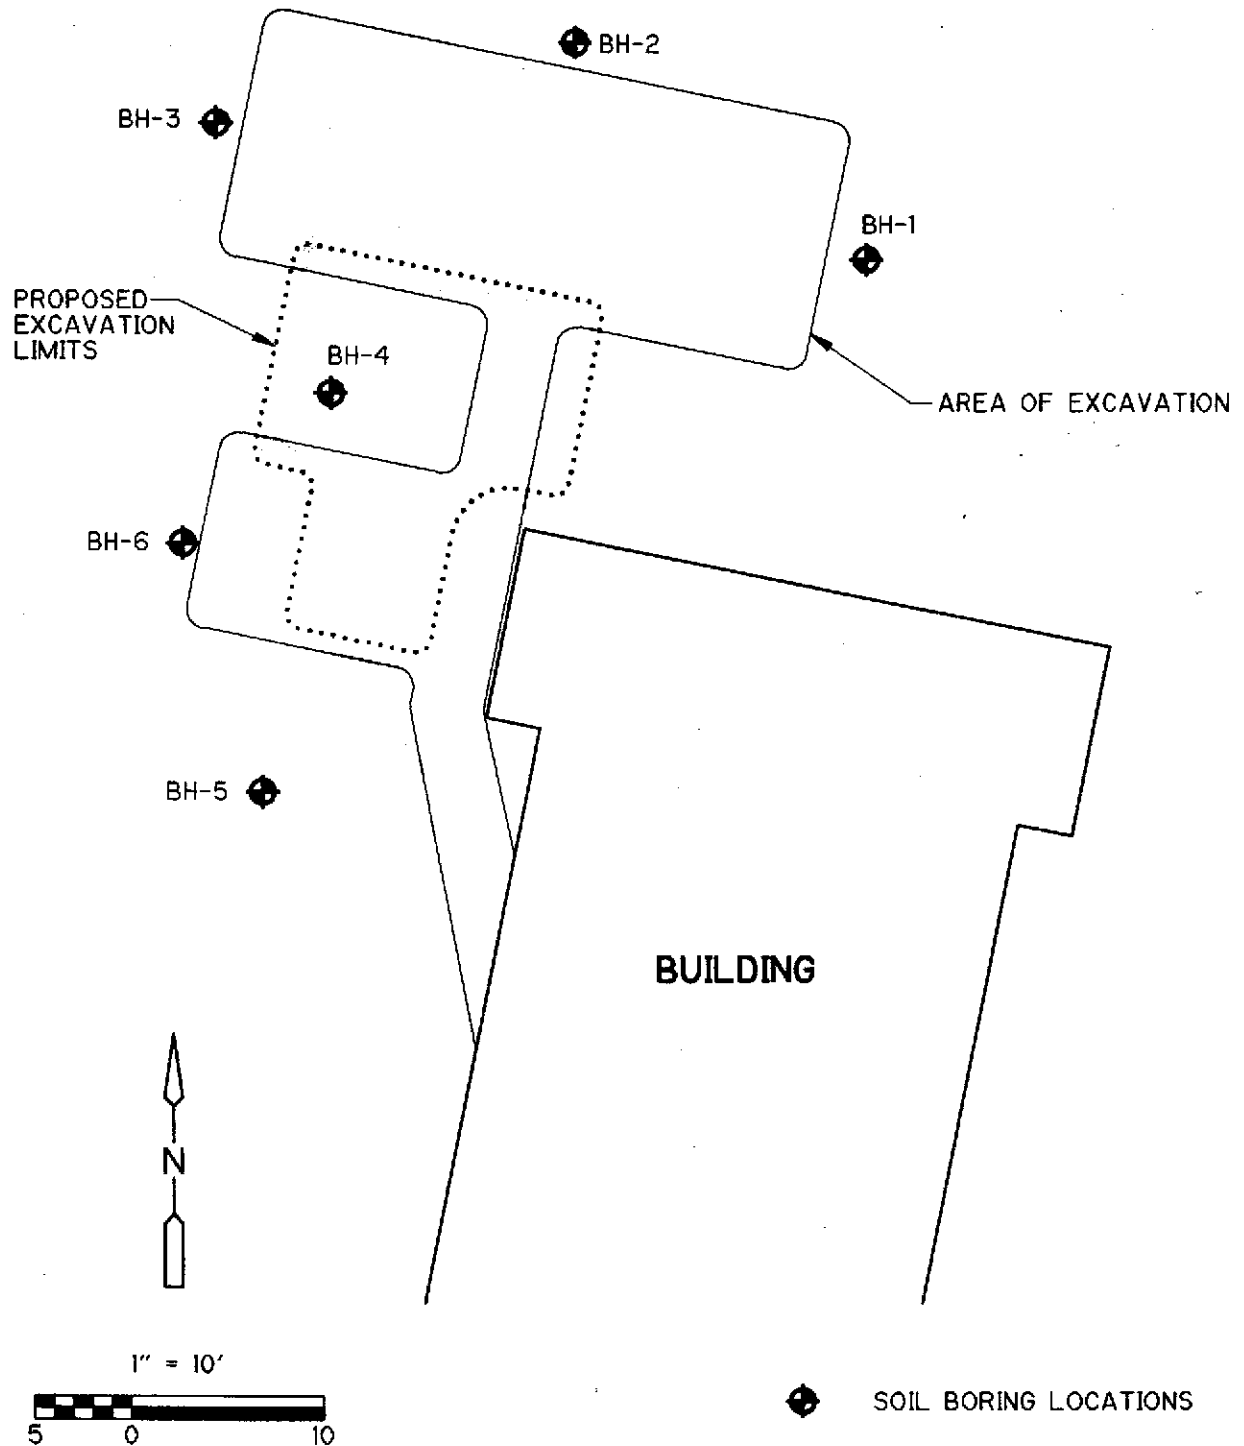 BH-2
BH-3
BH-1
PROPOSED
EXCAVATION
LIMITS
BH-4
AREA OF EXCAVATION
BH-6
BH-5
BUILDING
N
1" = 10'
5 0 10
SOIL BORING LOCATIONS